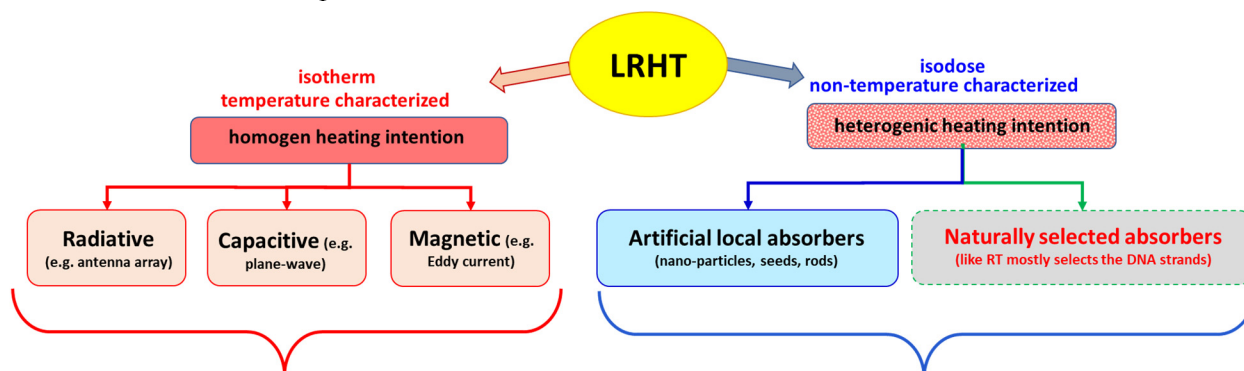 LRHT
isotherm
temperature characterized
homogen heating intention
isodose
non-temperature characterized
heterogenic heating intention
Radiative
(e.g. antenna array)
Capacitive (e.g.
plane-wave)
Magnetic (e.g.
Eddy current)
Artificial local absorbers
(nano-particles, seeds, rods)
Naturally selected absorbers
(like RT mostly selects the DNA strands)